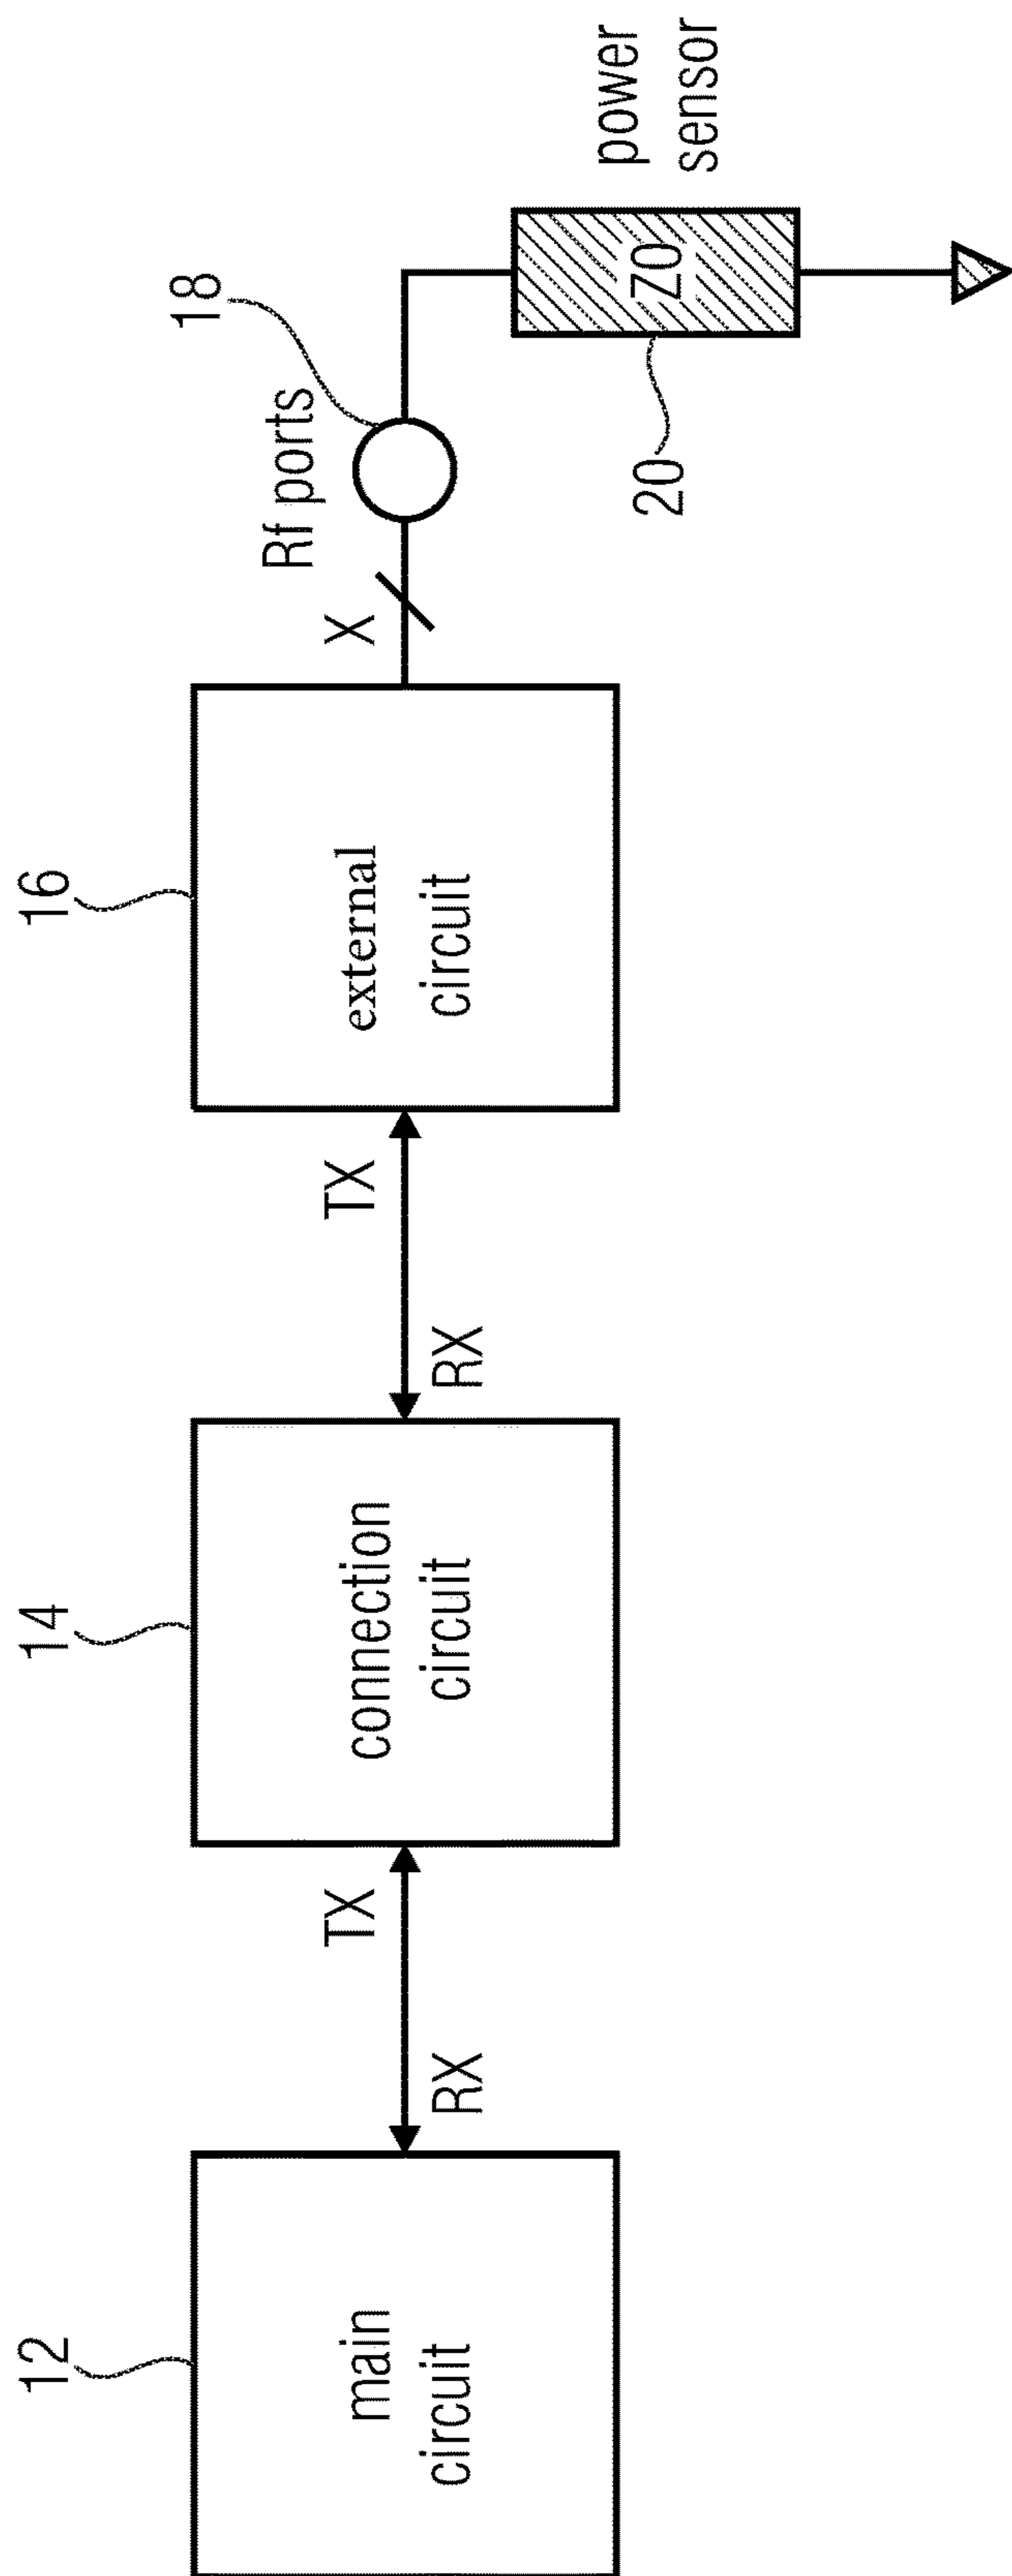 12
main
circuit
RX
TX
14
connection
circuit
RX
TX
16
external
circuit
X
Rf ports
18
20
Z0
power
sensor